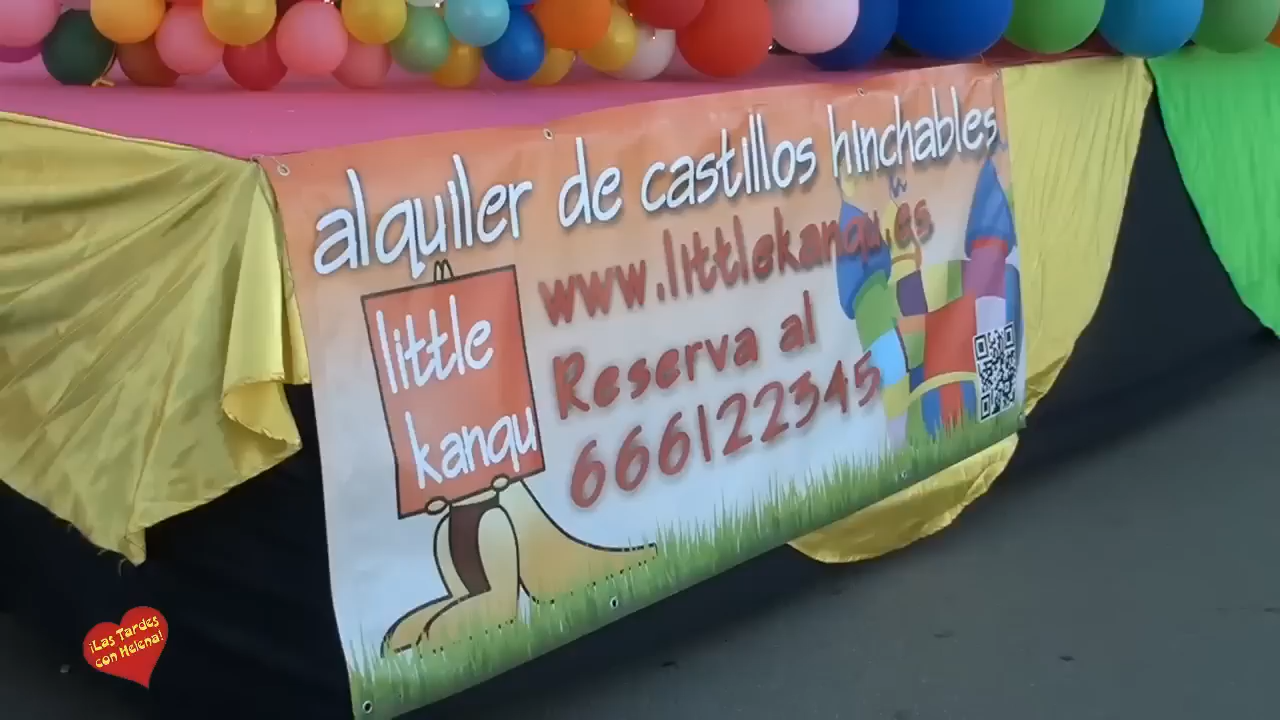 alquiler de castillos hinchables
www.littlekanqu.es
little
kanqu
Reserva al
666122345
¡Las Tardes
con Helena!